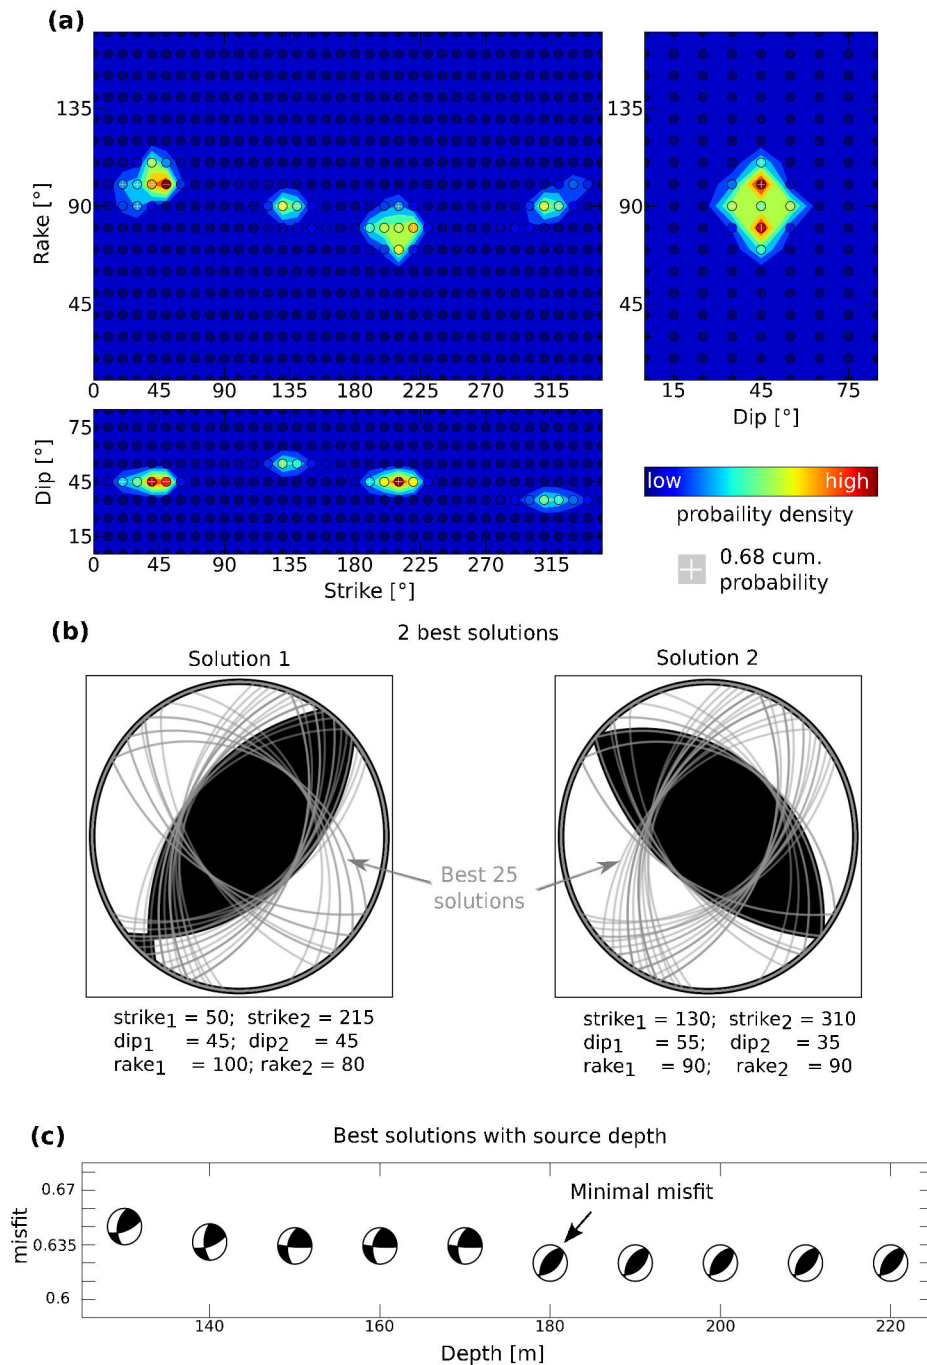 (a)
Rake [°]
135
90
45
0 45 90 135 180 225 270 315
135
90
45
15 45 75
Dip [°]
Dip [°]
75
45
15
0 45 90 135 180 225 270 315
Strike [°]
low high
probaility density
0.68 cum.
probability
(b)
2 best solutions
Solution 1
Solution 2
Best 25
solutions
strike1 = 50; strike2 = 215
dip1 = 45; dip2 = 45
rake1 = 100; rake2 = 80
strike1 = 130; strike2 = 310
dip1 = 55; dip2 = 35
rake1 = 90; rake2 = 90
(c)
Best solutions with source depth
misfit
0.67
0.635
0.6
Minimal misfit
140 160 180 200 220
Depth [m]